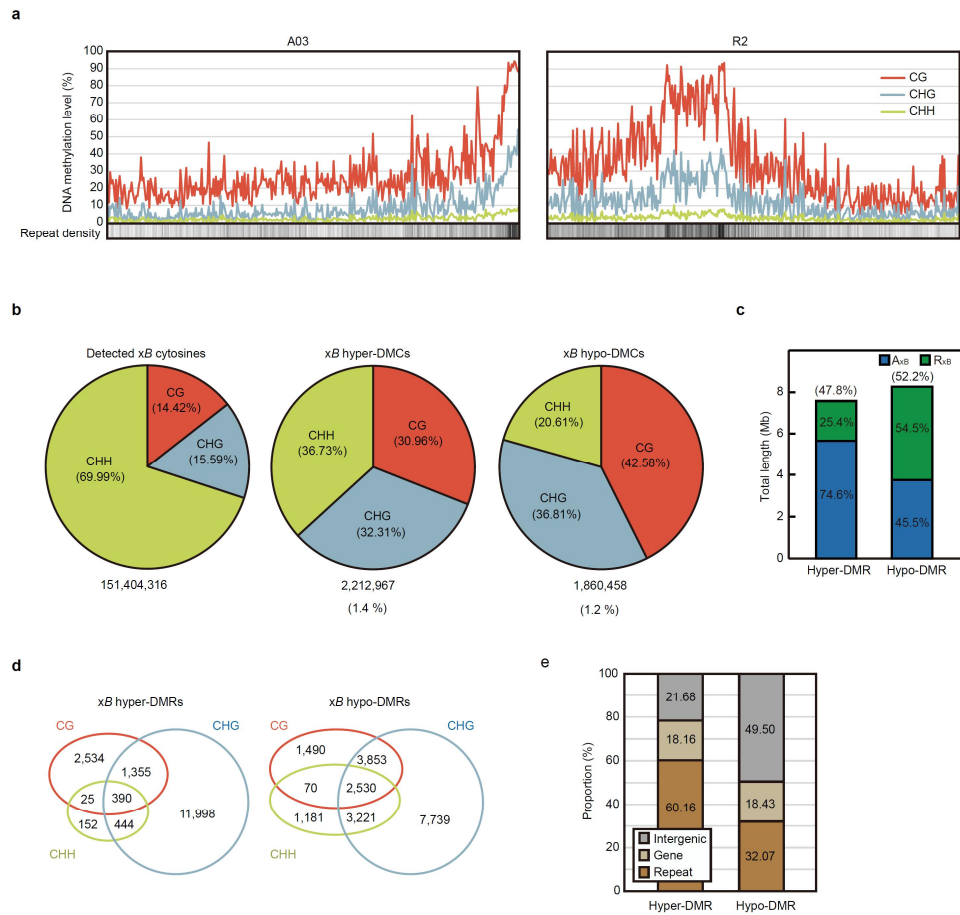 a
A03
R2
DNA methylation level (%)
100
90
80
70
60
50
40
30
20
10
0
CG
CHG
CHH
Repeat density
b
Detected xB cytosines
CG
(14.42%)
CHG
(15.59%)
CHH
(69.99%)
151,404,316
xB hyper-DMCs
CHH
(36.73%)
CG
(30.96%)
CHG
(32.31%)
2,212,967
(1.4 %)
xB hypo-DMCs
CHH
(20.61%)
CG
(42.58%)
CHG
(36.81%)
1,860,458
(1.2 %)
c
AxB
RxB
Total length (Mb)
8
6
4
2
0
(47.8%)
25.4%
74.6%
(52.2%)
54.5%
45.5%
Hyper-DMR
Hypo-DMR
d
xB hyper-DMRs
CG
CHG
2,534
1,355
25
390
152
444
11,998
CHH
xB hypo-DMRs
CG
CHG
1,490
3,853
70
2,530
1,181
3,221
7,739
CHH
e
Proportion (%)
100
80
60
40
20
0
21.68
18.16
60.16
49.50
18.43
32.07
Intergenic
Gene
Repeat
Hyper-DMR
Hypo-DMR